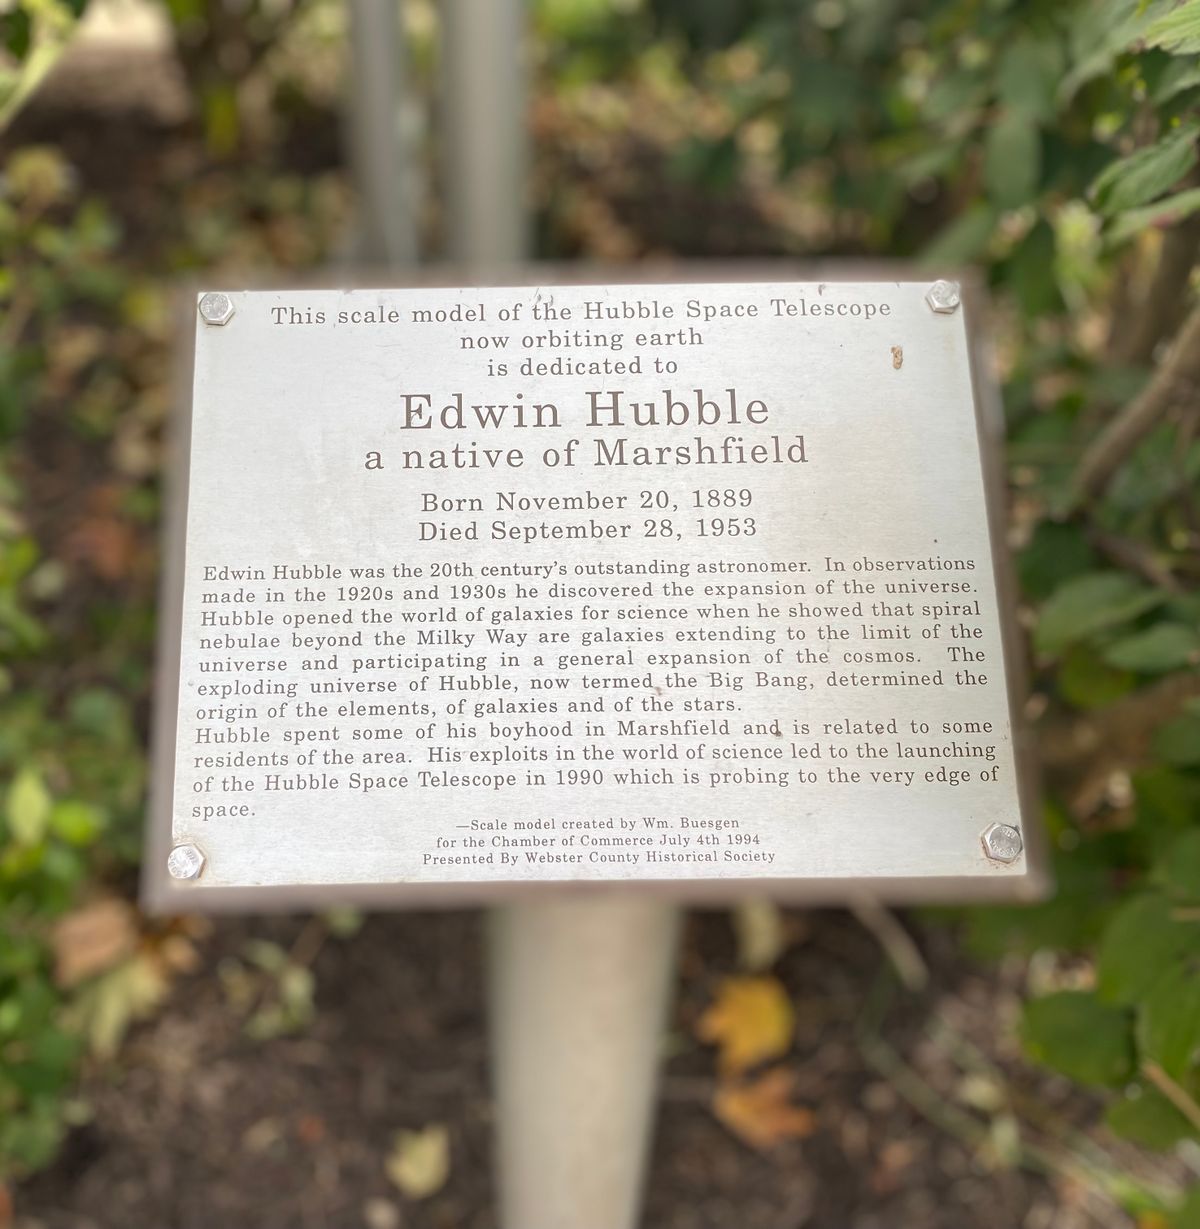 This scale model of the Hubble Space Telescope
now orbiting earth
is dedicated to
Edwin Hubble
a native of Marshfield
Born November 20, 1889
Died September 28, 1953
Edwin Hubble was the 20th century's outstanding astronomer. In observations
made in the 1920s and 1930s he discovered the expansion of the universe.
Hubble opened the world of galaxies for science when he showed that spiral
nebulae beyond the Milky Way are galaxies extending to the limit of the
universe and participating in a general expansion of the cosmos. The
exploding universe of Hubble, now termed the Big Bang, determined the
origin of the elements, of galaxies and of the stars.
Hubble spent some of his boyhood in Marshfield and is related to some
residents of the area. His exploits in the world of science led to the launching
of the Hubble Space Telescope in 1990 which is probing to the very edge of
space.
—Scale model created by Wm. Buesgen
for the Chamber of Commerce July 4th 1994
Presented By Webster County Historical Society